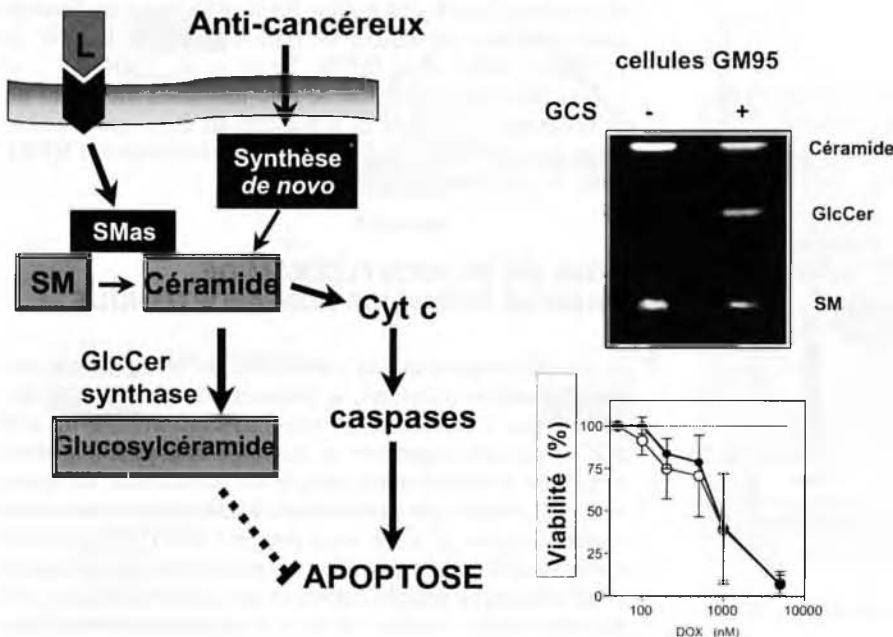 Anti-cancéreux
L
Synthèse
de novo
SMas
SM
Céramide
Cyt c
GlcCer
synthase
caspases
Glucosylcéramide
APOPTOSE
cellules GM95
GCS - +
Céramide
GlcCer
SM
Viabilité (%)
100
75
50
25
0
100 1000 10000
DOX (nM)